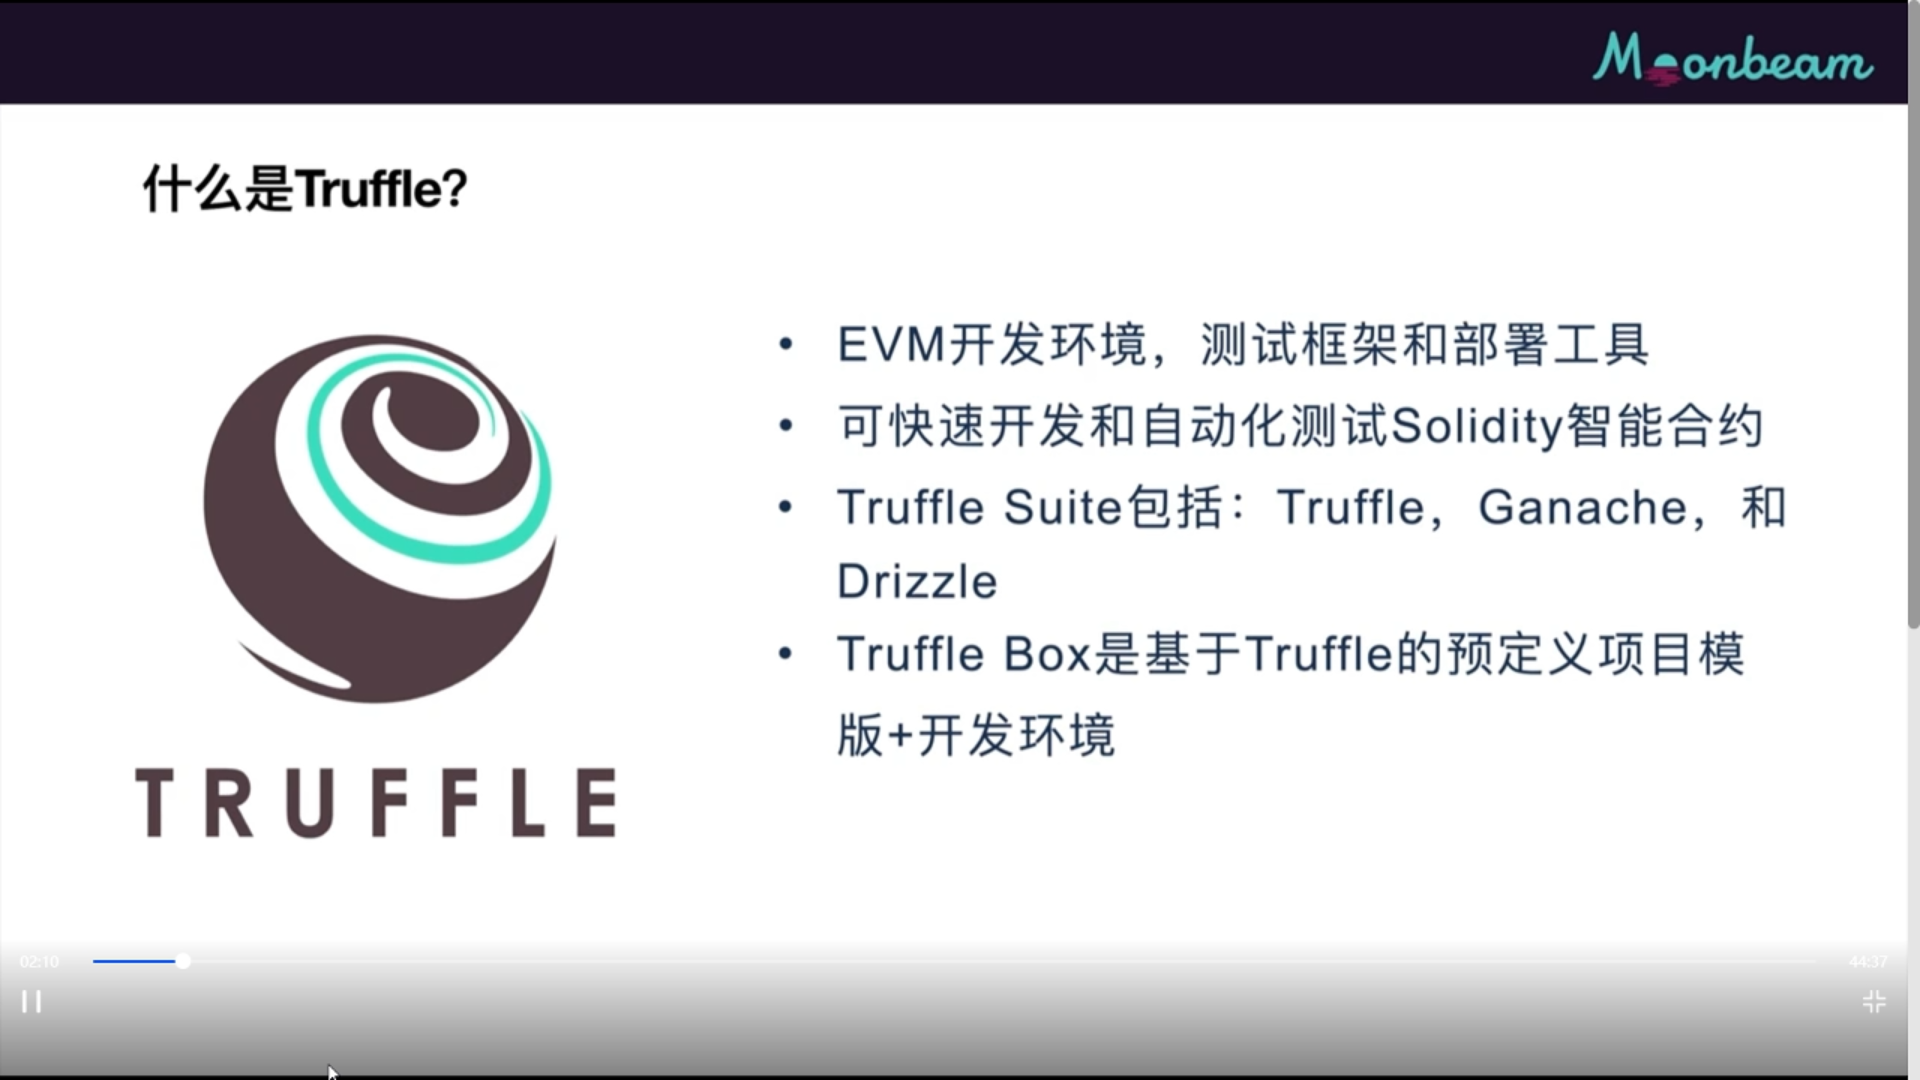 Moonbeam
什么是Truffle?
• EVM开发环境，测试框架和部署工具
• 可快速开发和自动化测试Solidity智能合约
• Truffle Suite包括：Truffle，Ganache，和
Drizzle
• Truffle Box是基于Truffle的预定义项目模
版+开发环境
TRUFFLE
02:10
44:37